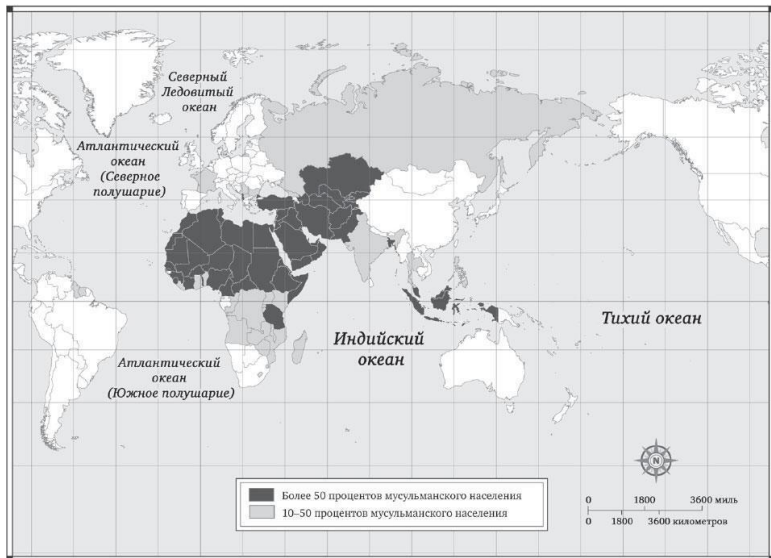 Северный
Ледовитый
океан
Атлантический
океан
(Северное
полушарие)
Тихий океан
Индийский
океан
Атлантический
океан
(Южное полушарие)
N
Более 50 процентов мусульманского населения
10–50 процентов мусульманского населения
0 1800 3600 миль
0 1800 3600 километров